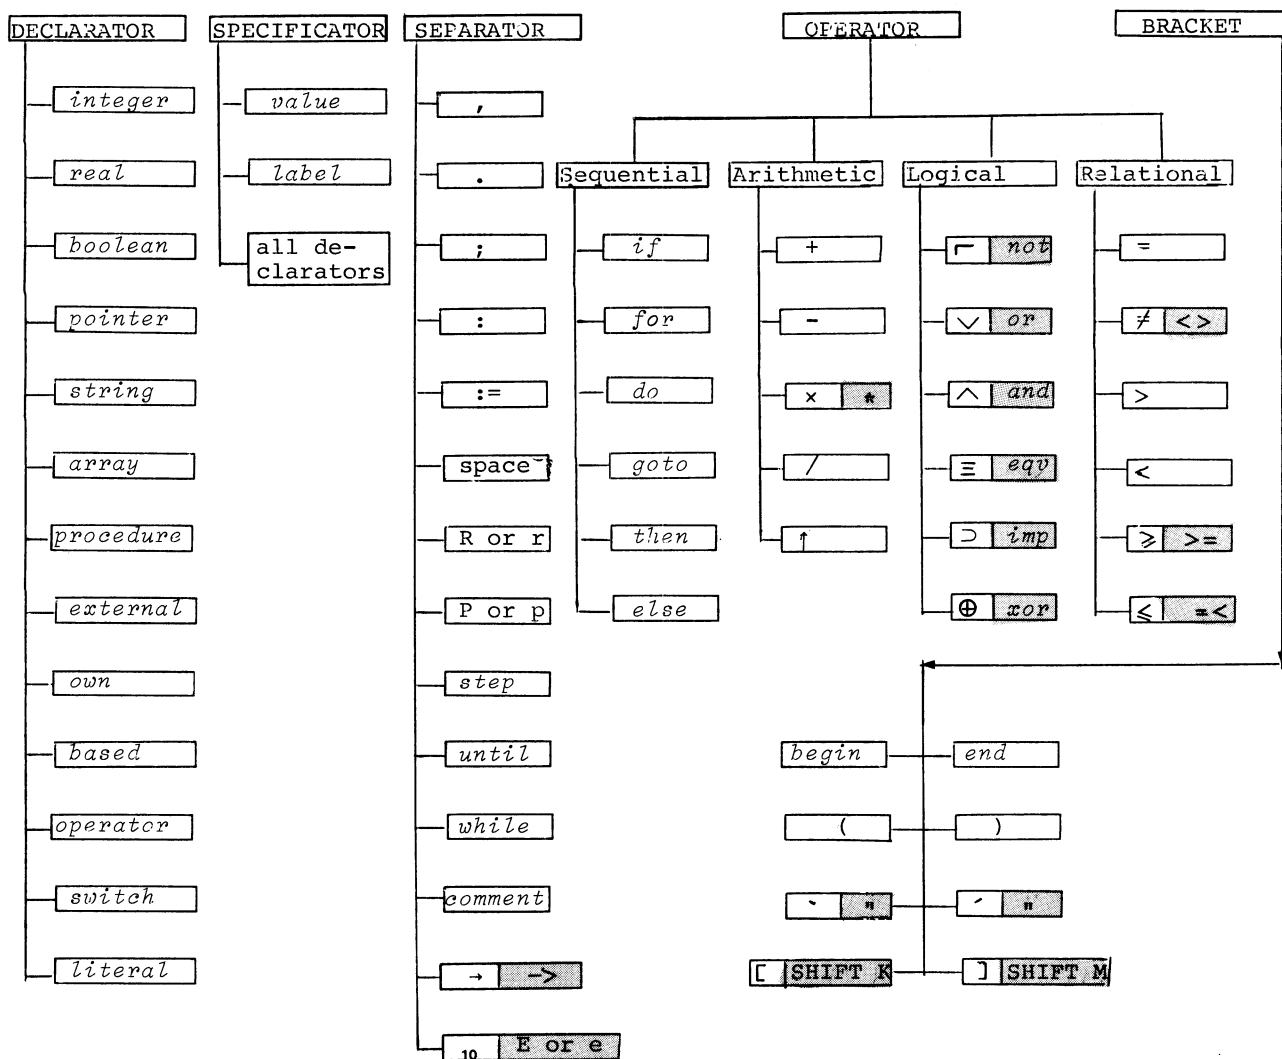 DECLARATOR
integer
real
boolean
pointer
string
array
procedure
external
own
based
operator
switch
literal
SPECIFICATOR
value
label
all de-
clarators
SEPARATOR
,
.
;
:
:=
space
R or r
P or p
step
until
while
comment
→ ->
10 E or e
OPERATOR
Sequential
if
for
do
goto
then
else
Arithmetic
+
-
× *
/
↑
Logical
⌐ not
∨ or
∧ and
≡ eqv
⊃ imp
⊕ xor
Relational
=
≠ <>
>
<
⩾ >=
⩽ =<
BRACKET
begin end
( )
` " ´ "
[ SHIFT K ] SHIFT M